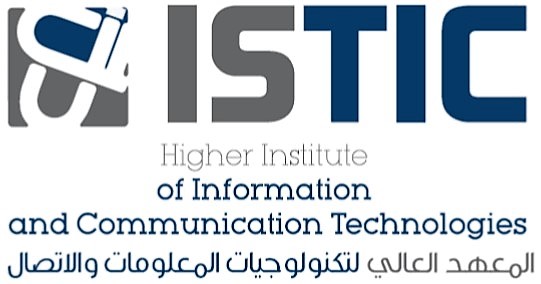 ISTIC
Higher Institute
of Information
and Communication Technologies
المعهد العالي لتكنولوجيات المعلومات والاتصال